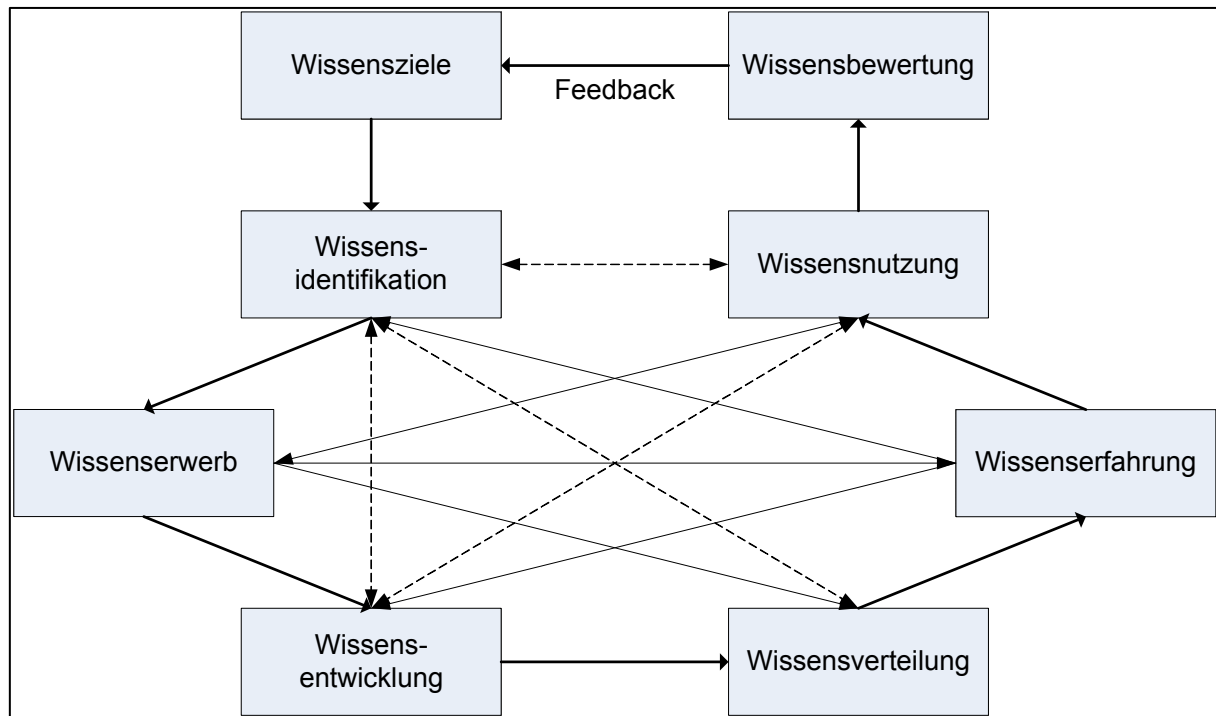 Wissensziele
Feedback
Wissensbewertung
Wissens-
identifikation
Wissensnutzung
Wissenserwerb
Wissenserfahrung
Wissens-
entwicklung
Wissensverteilung